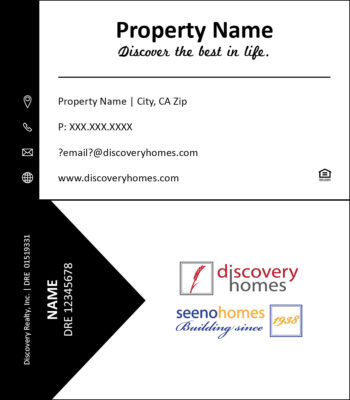 Property Name
Discover the best in life.
Property Name | City, CA Zip
P: XXX.XXX.XXXX
?email?@discoveryhomes.com
www.discoveryhomes.com
Discovery Realty, Inc. | DRE 01519331
NAME
DRE 12345678
discovery
homes
seenohomes
Building since 1938